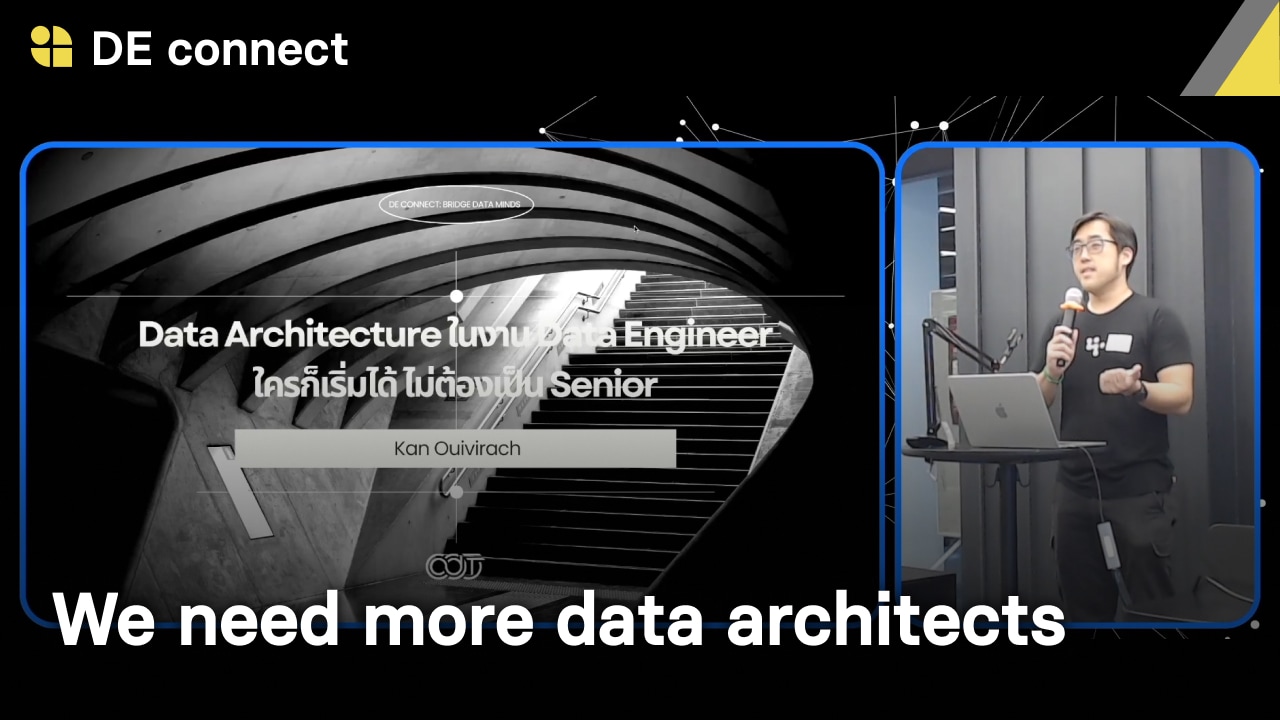 DE connect
DE CONNECT: BRIDGE DATA MINDS
Data Architecture ในงาน Data Engineer
ใครก็เริ่มได้ ไม่ต้องเป็น Senior
Kan Ouivirach
ODT
We need more data architects